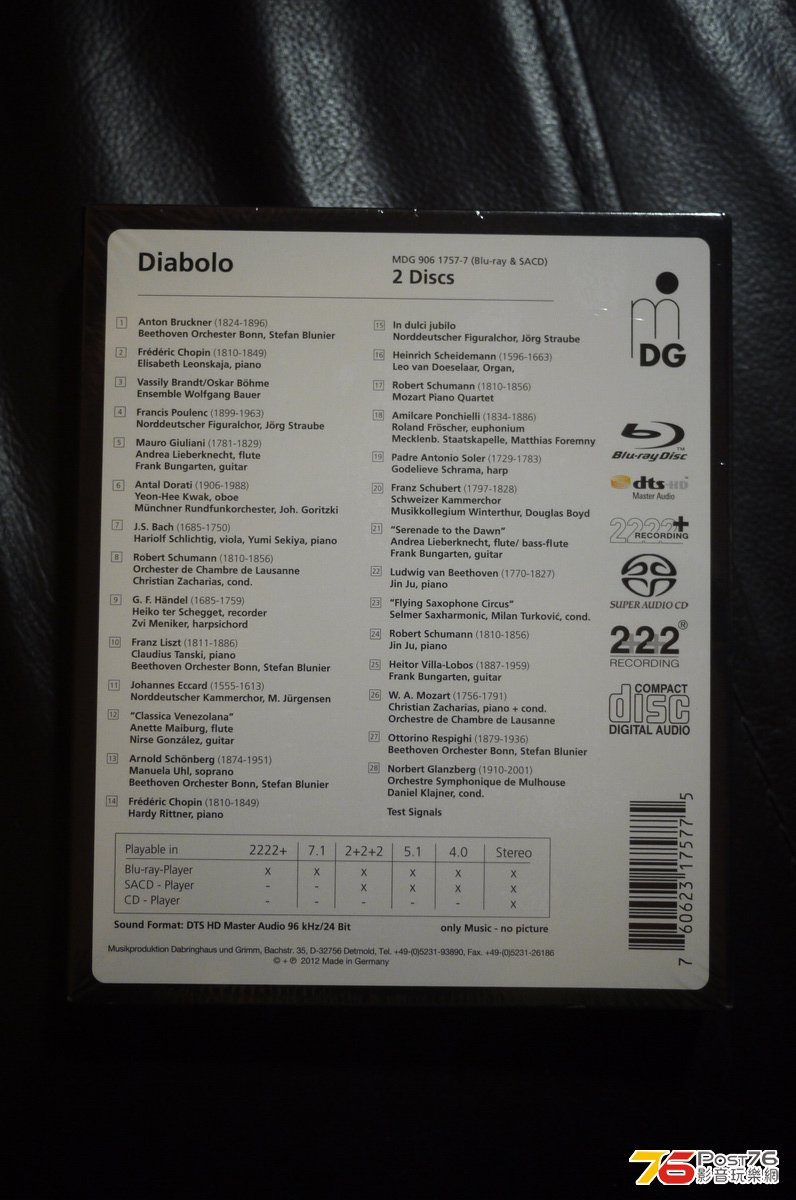 Diabolo
MDG 906 1757-7 (Blu-ray & SACD)
2 Discs
1 Anton Bruckner (1824-1896)
Beethoven Orchester Bonn, Stefan Blunier
2 Frédéric Chopin (1810-1849)
Elisabeth Leonskaja, piano
3 Vassily Brandt/Oskar Böhme
Ensemble Wolfgang Bauer
4 Francis Poulenc (1899-1963)
Norddeutscher Figuralchor, Jörg Straube
5 Mauro Giuliani (1781-1829)
Andrea Lieberknecht, flute
Frank Bungarten, guitar
6 Antal Dorati (1906-1988)
Yeon-Hee Kwak, oboe
Münchner Rundfunkorchester, Joh. Goritzki
7 J.S. Bach (1685-1750)
Hariolf Schlichtig, viola, Yumi Sekiya, piano
8 Robert Schumann (1810-1856)
Orchester de Chambre de Lausanne
Christian Zacharias, cond.
9 G. F. Händel (1685-1759)
Heiko ter Schegget, recorder
Zvi Meniker, harpsichord
10 Franz Liszt (1811-1886)
Claudius Tanski, piano
Beethoven Orchester Bonn, Stefan Blunier
11 Johannes Eccard (1555-1613)
Norddeutscher Kammerchor, M. Jürgensen
12 "Classica Venezolana"
Anette Maiburg, flute
Nirse González, guitar
13 Arnold Schönberg (1874-1951)
Manuela Uhl, soprano
Beethoven Orchester Bonn, Stefan Blunier
14 Frédéric Chopin (1810-1849)
Hardy Rittner, piano
15 In dulci jubilo
Norddeutscher Figuralchor, Jörg Straube
16 Heinrich Scheidemann (1596-1663)
Leo van Doeselaar, Organ,
17 Robert Schumann (1810-1856)
Mozart Piano Quartet
18 Amilcare Ponchielli (1834-1886)
Roland Fröscher, euphonium
Mecklenb. Staatskapelle, Matthias Foremny
19 Padre Antonio Soler (1729-1783)
Godelieve Schrama, harp
20 Franz Schubert (1797-1828)
Schweizer Kammerchor
Musikkollegium Winterthur, Douglas Boyd
21 "Serenade to the Dawn"
Andrea Lieberknecht, flute/ bass-flute
Frank Bungarten, guitar
22 Ludwig van Beethoven (1770-1827)
Jin Ju, piano
23 "Flying Saxophone Circus"
Selmer Saxharmonic, Milan Turković, cond.
24 Robert Schumann (1810-1856)
Jin Ju, piano
25 Heitor Villa-Lobos (1887-1959)
Frank Bungarten, guitar
26 W. A. Mozart (1756-1791)
Christian Zacharias, piano + cond.
Orchestre de Chambre de Lausanne
27 Ottorino Respighi (1879-1936)
Beethoven Orchester Bonn, Stefan Blunier
28 Norbert Glanzberg (1910-2001)
Orchestre Symphonique de Mulhouse
Daniel Klajner, cond.
Test Signals
mDG
Blu-ray Disc™
dts-HD
Master Audio
2222+
RECORDING
SUPER AUDIO CD
222®
RECORDING
COMPACT
disc
DIGITAL AUDIO
7 60623 17577 5
Playable in 2222+ 7.1 2+2+2 5.1 4.0 Stereo
Blu-ray-Player x x x x x x
SACD - Player - - x x x x
CD - Player - - - - - x
Sound Format: DTS HD Master Audio 96 kHz/24 Bit
only Music - no picture
Musikproduktion Dabringhaus und Grimm, Bachstr. 35, D-32756 Detmold, Tel. +49-(0)5231-93890, Fax. +49-(0)5231-26186
© + ℗ 2012 Made in Germany
76 Post76
影音玩樂網